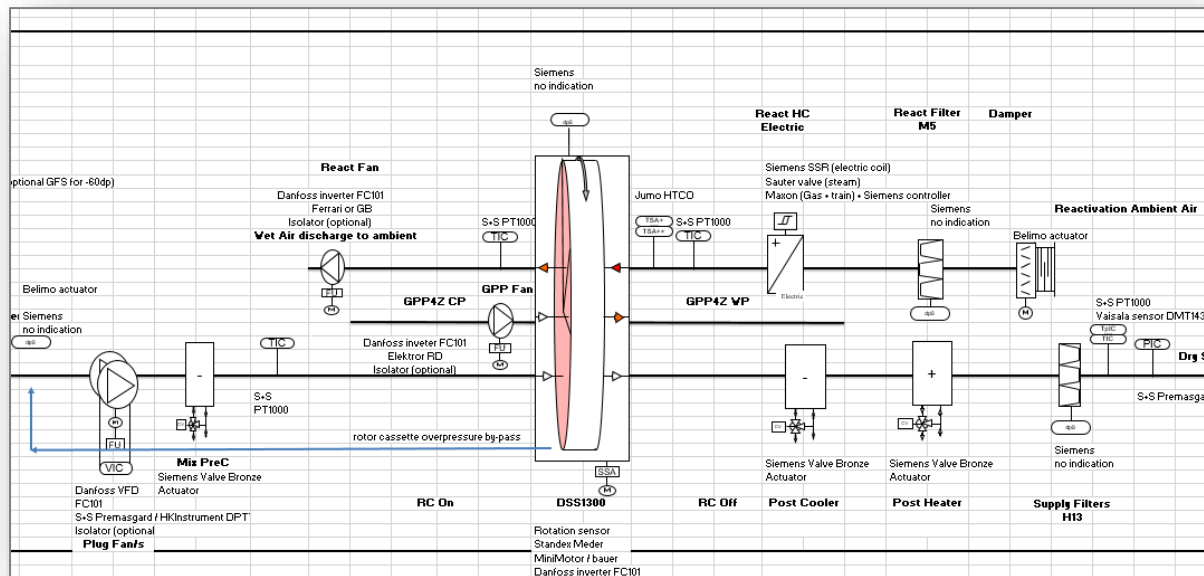 Siemens
no indication
dpS
React HC
Electric
React Filter
M5
Damper
React Fan
Danfoss inverter FC101
Ferrari or GB
Isolator (optional)
Wet Air discharge to ambient
optional GFS for -60dp)
S+S PT1000
TIC
Jumo HTCO
TSA+
TSA++
S+S PT1000
TIC
Siemens SSR (electric coil)
Sauter valve (steam)
Maxon (Gas + train) + Siemens controller
Siemens
no indication
Reactivation Ambient Air
Belimo actuator
+
-
Electric
dpS
M
FU
M
Belimo actuator
Siemens
no indication
dpS
GPP4Z CP
GPP Fan
GPP4Z WP
S+S PT1000
Vaisala sensor DMT143
TpIC
TIC
PIC
Dry S
FU
M
Danfoss inveter FC101
Elektror RD
Isolator (optional)
TIC
S+S
PT1000
-
-
+
S+S Premasgar
M
FU
VIC
dpS
rotor cassette overpressure by-pass
Mix PreC
Siemens Valve Bronze
Actuator
SSA
M
Siemens Valve Bronze
Actuator
Siemens Valve Bronze
Actuator
Siemens
no indication
Danfoss VFD
FC101
S+S Premasgard / HKInstrument DPT
Isolator (optional
Plug Fan/s
RC On
DSS1300
RC Off
Post Cooler
Post Heater
Supply Filters
H13
Rotation sensor
Standex Meder
MiniMotor / bauer
Danfoss inverter FC101